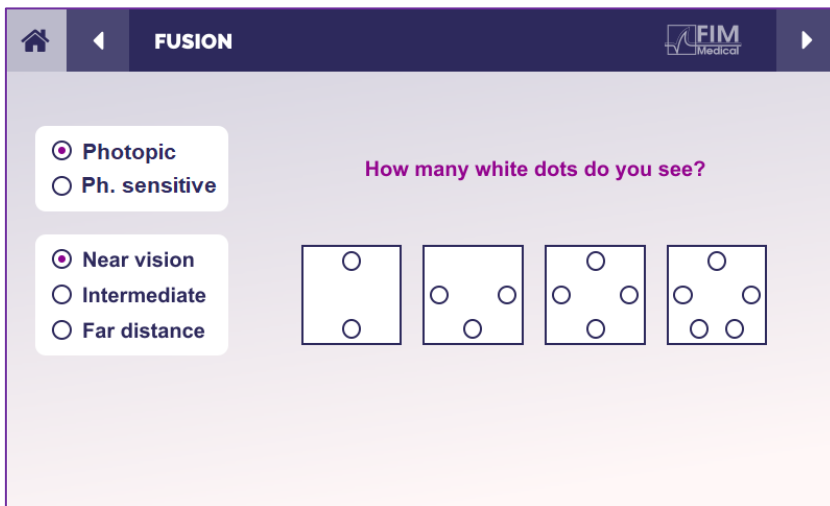 FUSION
FIM
Medical
Photopic
Ph. sensitive
How many white dots do you see?
Near vision
Intermediate
Far distance